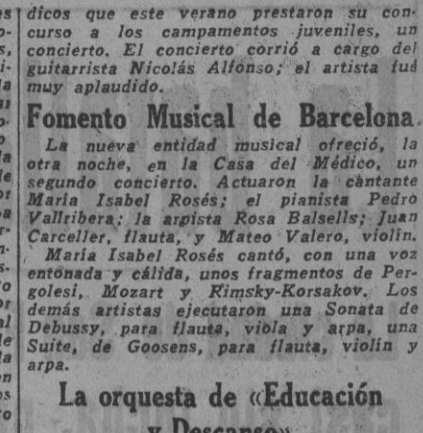 dicos que este verano prestaron su con-
curso a los campamentos juveniles, un
concierto. El concierto corrió a cargo del
guitarrista Nicolás Alfonso; el artista fué
muy aplaudido.
Fomento Musical de Barcelona
La nueva entidad musical ofreció, la
otra noche, en la Casa del Médico, un
segundo concierto. Actuaron la cantante
María Isabel Rosés; el pianista Pedro
Vallribera; la arpista Rosa Balsells; Juan
Carceller, flauta, y Mateo Valero, violín.
María Isabel Rosés cantó, con una voz
entonada y cálida, unos fragmentos de Per-
golesi, Mozart y Rimsky-Korsakov. Los
demás artistas ejecutaron una Sonata de
Debussy, para flauta, viola y arpa, una
Suite, de Goosens, para flauta, violín y
arpa.
La orquesta de «Educación
y Descanso»